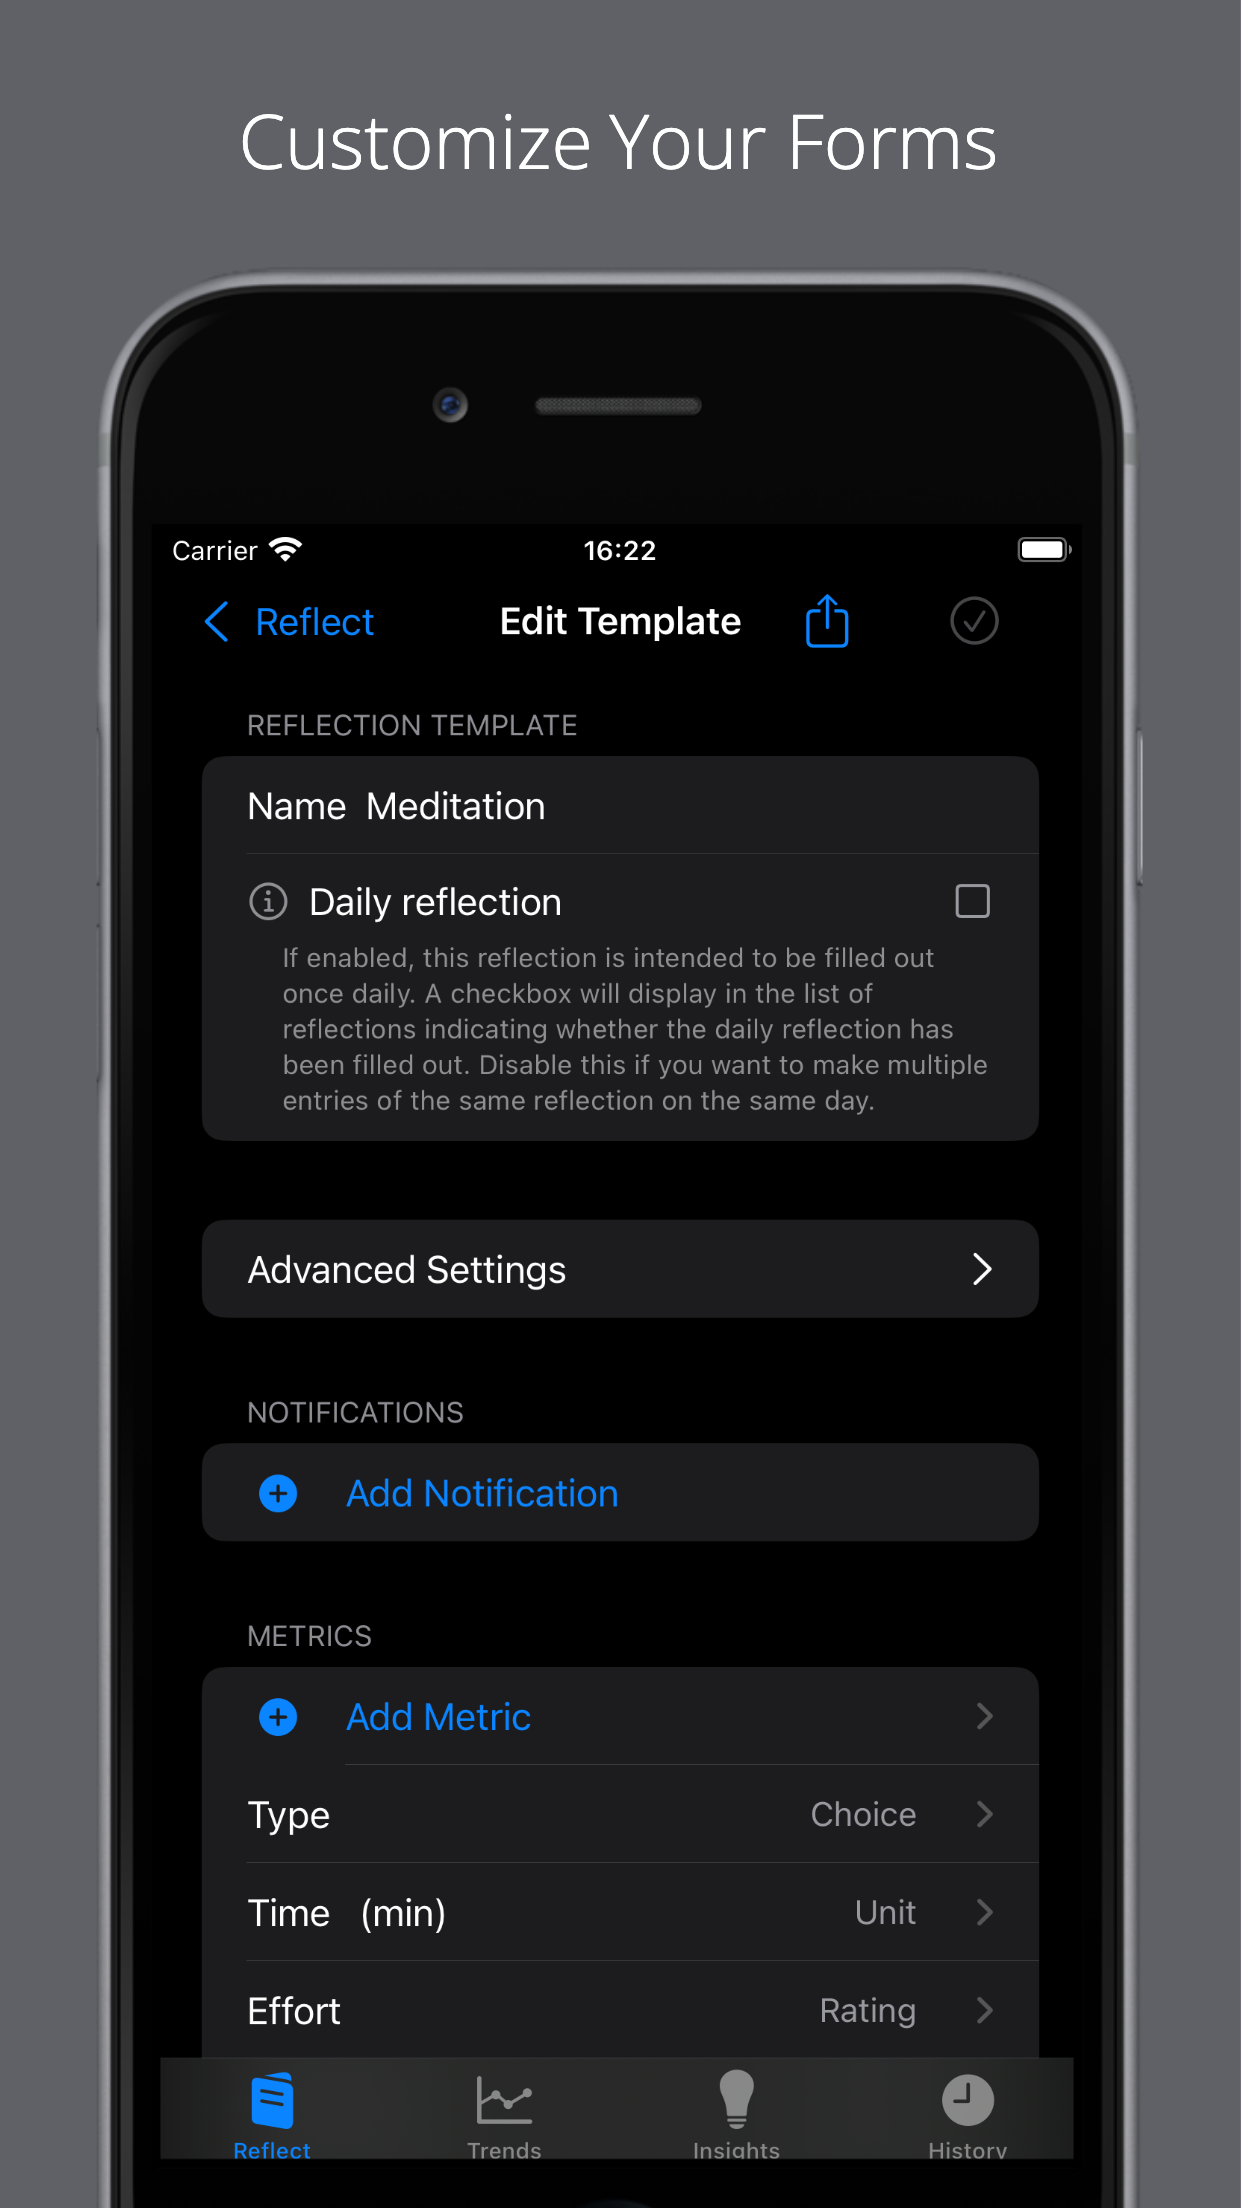 Customize Your Forms
Carrier 16:22
Reflect Edit Template
REFLECTION TEMPLATE
Name Meditation
Daily reflection
If enabled, this reflection is intended to be filled out
once daily. A checkbox will display in the list of
reflections indicating whether the daily reflection has
been filled out. Disable this if you want to make multiple
entries of the same reflection on the same day.
Advanced Settings
NOTIFICATIONS
Add Notification
METRICS
Add Metric
Type Choice
Time (min) Unit
Effort Rating
Reflect Trends Insights History